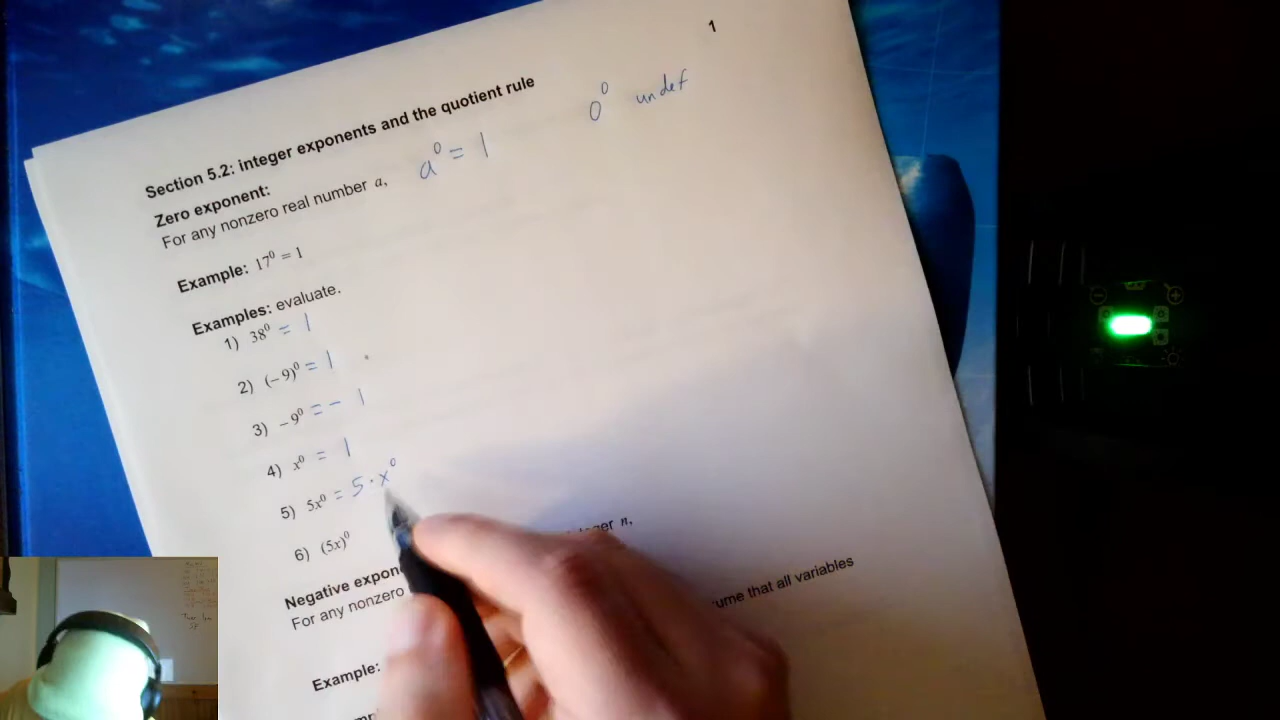 1
Section 5.2: integer exponents and the quotient rule
0⁰ undef
Zero exponent:
For any nonzero real number a, a⁰ = 1
Example: 17⁰ = 1
Examples: evaluate.
1) 38⁰ = 1
2) (−9)⁰ = 1
3) −9⁰ = − 1
4) x⁰ = 1
5) 5x⁰ = 5 · x⁰
6) (5x)⁰
Negative expon
For any nonzero n,
ume that all variables
Example: